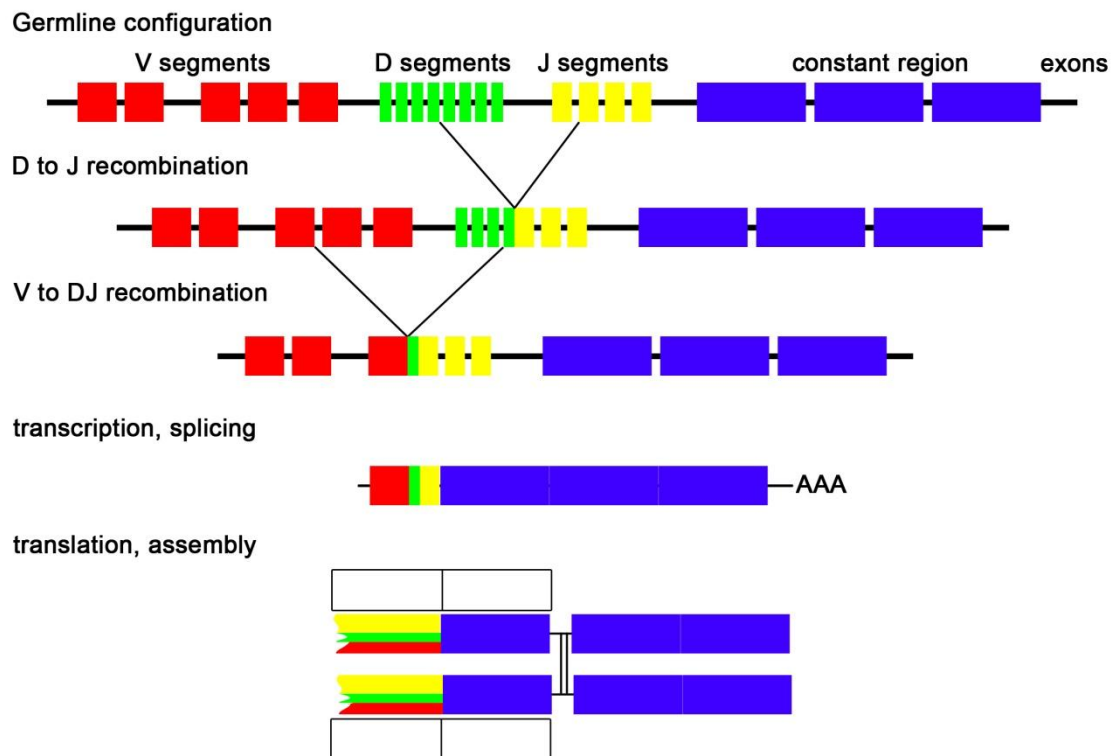 Germline configuration
V segments D segments J segments constant region exons
D to J recombination
V to DJ recombination
transcription, splicing
AAA
translation, assembly